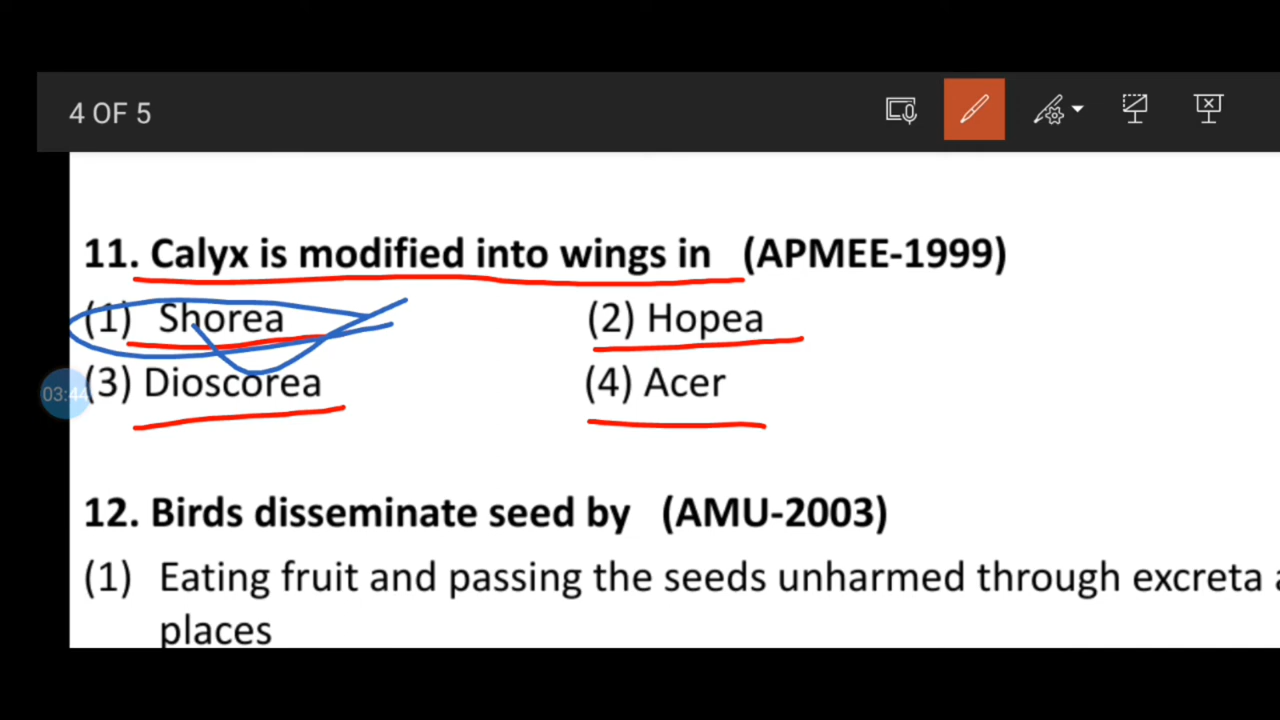 4 OF 5
11. Calyx is modified into wings in (APMEE-1999)
(1) Shorea (2) Hopea
03:44 (3) Dioscorea (4) Acer
12. Birds disseminate seed by (AMU-2003)
(1) Eating fruit and passing the seeds unharmed through excreta a
places